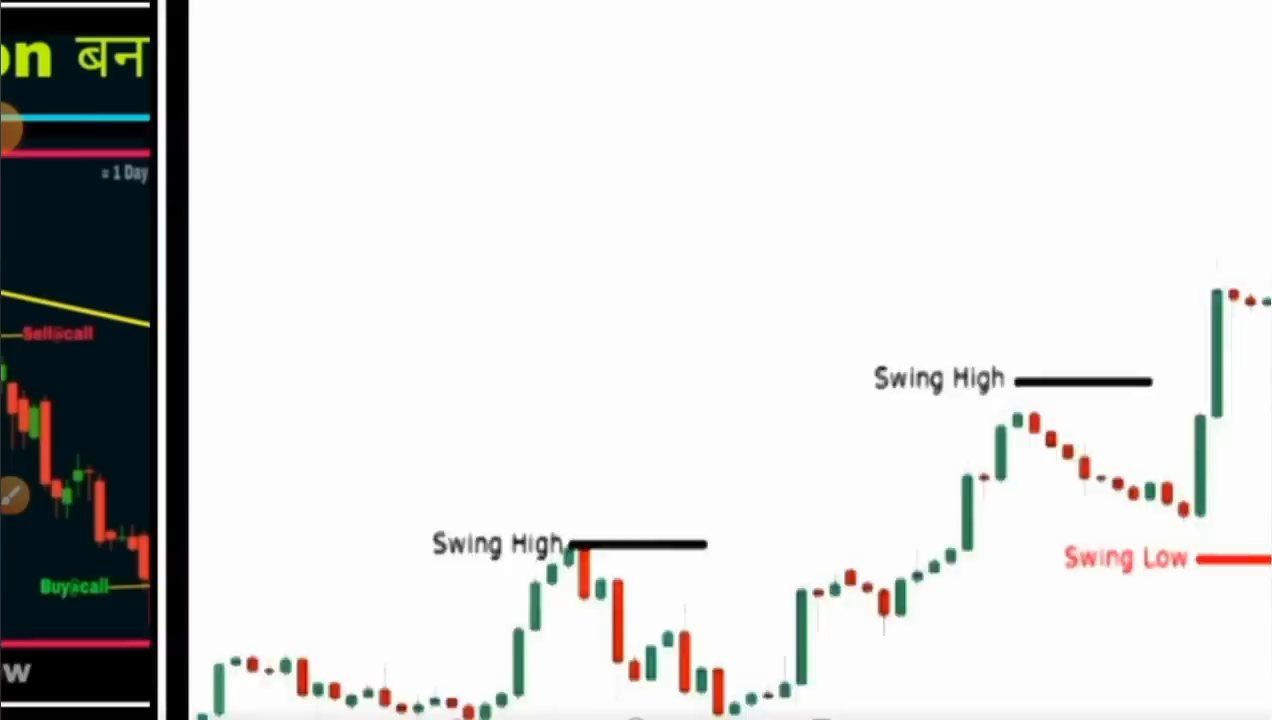 on बन
= 1 Day
Sell@call
Buy@call
w
Swing High
Swing High
Swing Low